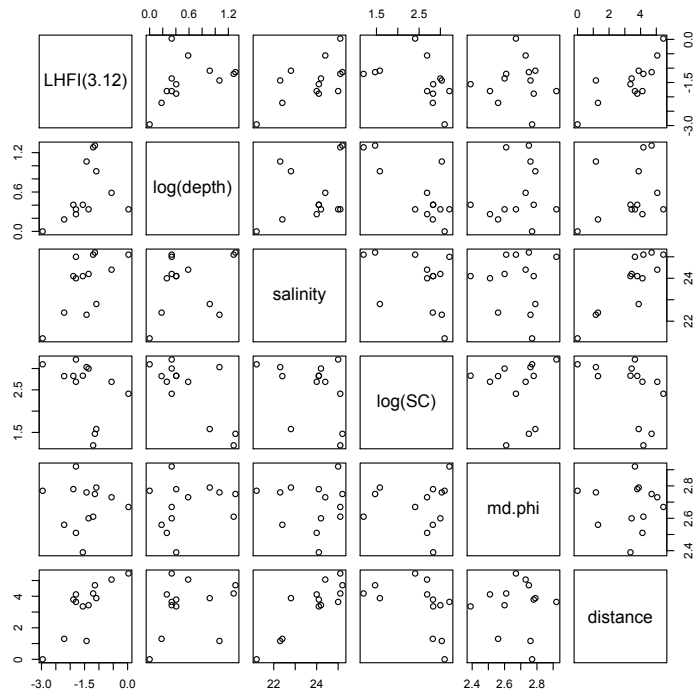 0.0 0.6 1.2
1.5 2.5
0 2 4
LHFI(3.12)
-3.0 -1.5 0.0
0.0 0.6 1.2
log(depth)
salinity
22 24
1.5 2.5
log(SC)
md.phi
2.4 2.6 2.8
0 2 4
distance
-3.0 -1.5 0.0
22 24
2.4 2.6 2.8